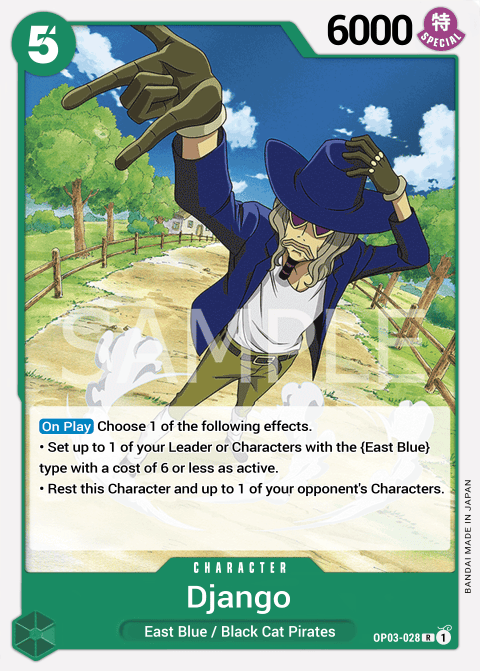 5
6000
特
SPECIAL
SAMPLE
On Play Choose 1 of the following effects.
• Set up to 1 of your Leader or Characters with the {East Blue}
type with a cost of 6 or less as active.
• Rest this Character and up to 1 of your opponent's Characters.
BANDAI MADE IN JAPAN
CHARACTER
Django
East Blue / Black Cat Pirates
OP03-028 R 1